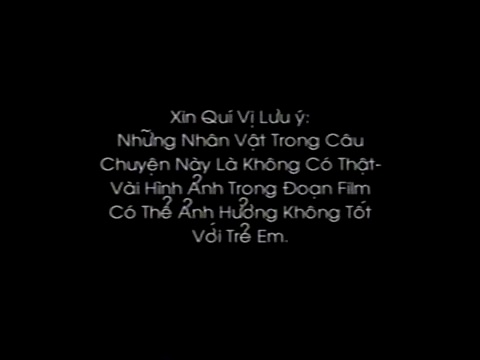 Xin Quí Vị Lưu ý:
Những Nhân Vật Trong Câu
Chuyện Này Là Không Có Thật-
Vài Hình Ảnh Trong Đoạn Film
Có Thể Ảnh Hưởng Không Tốt
Với Trẻ Em.